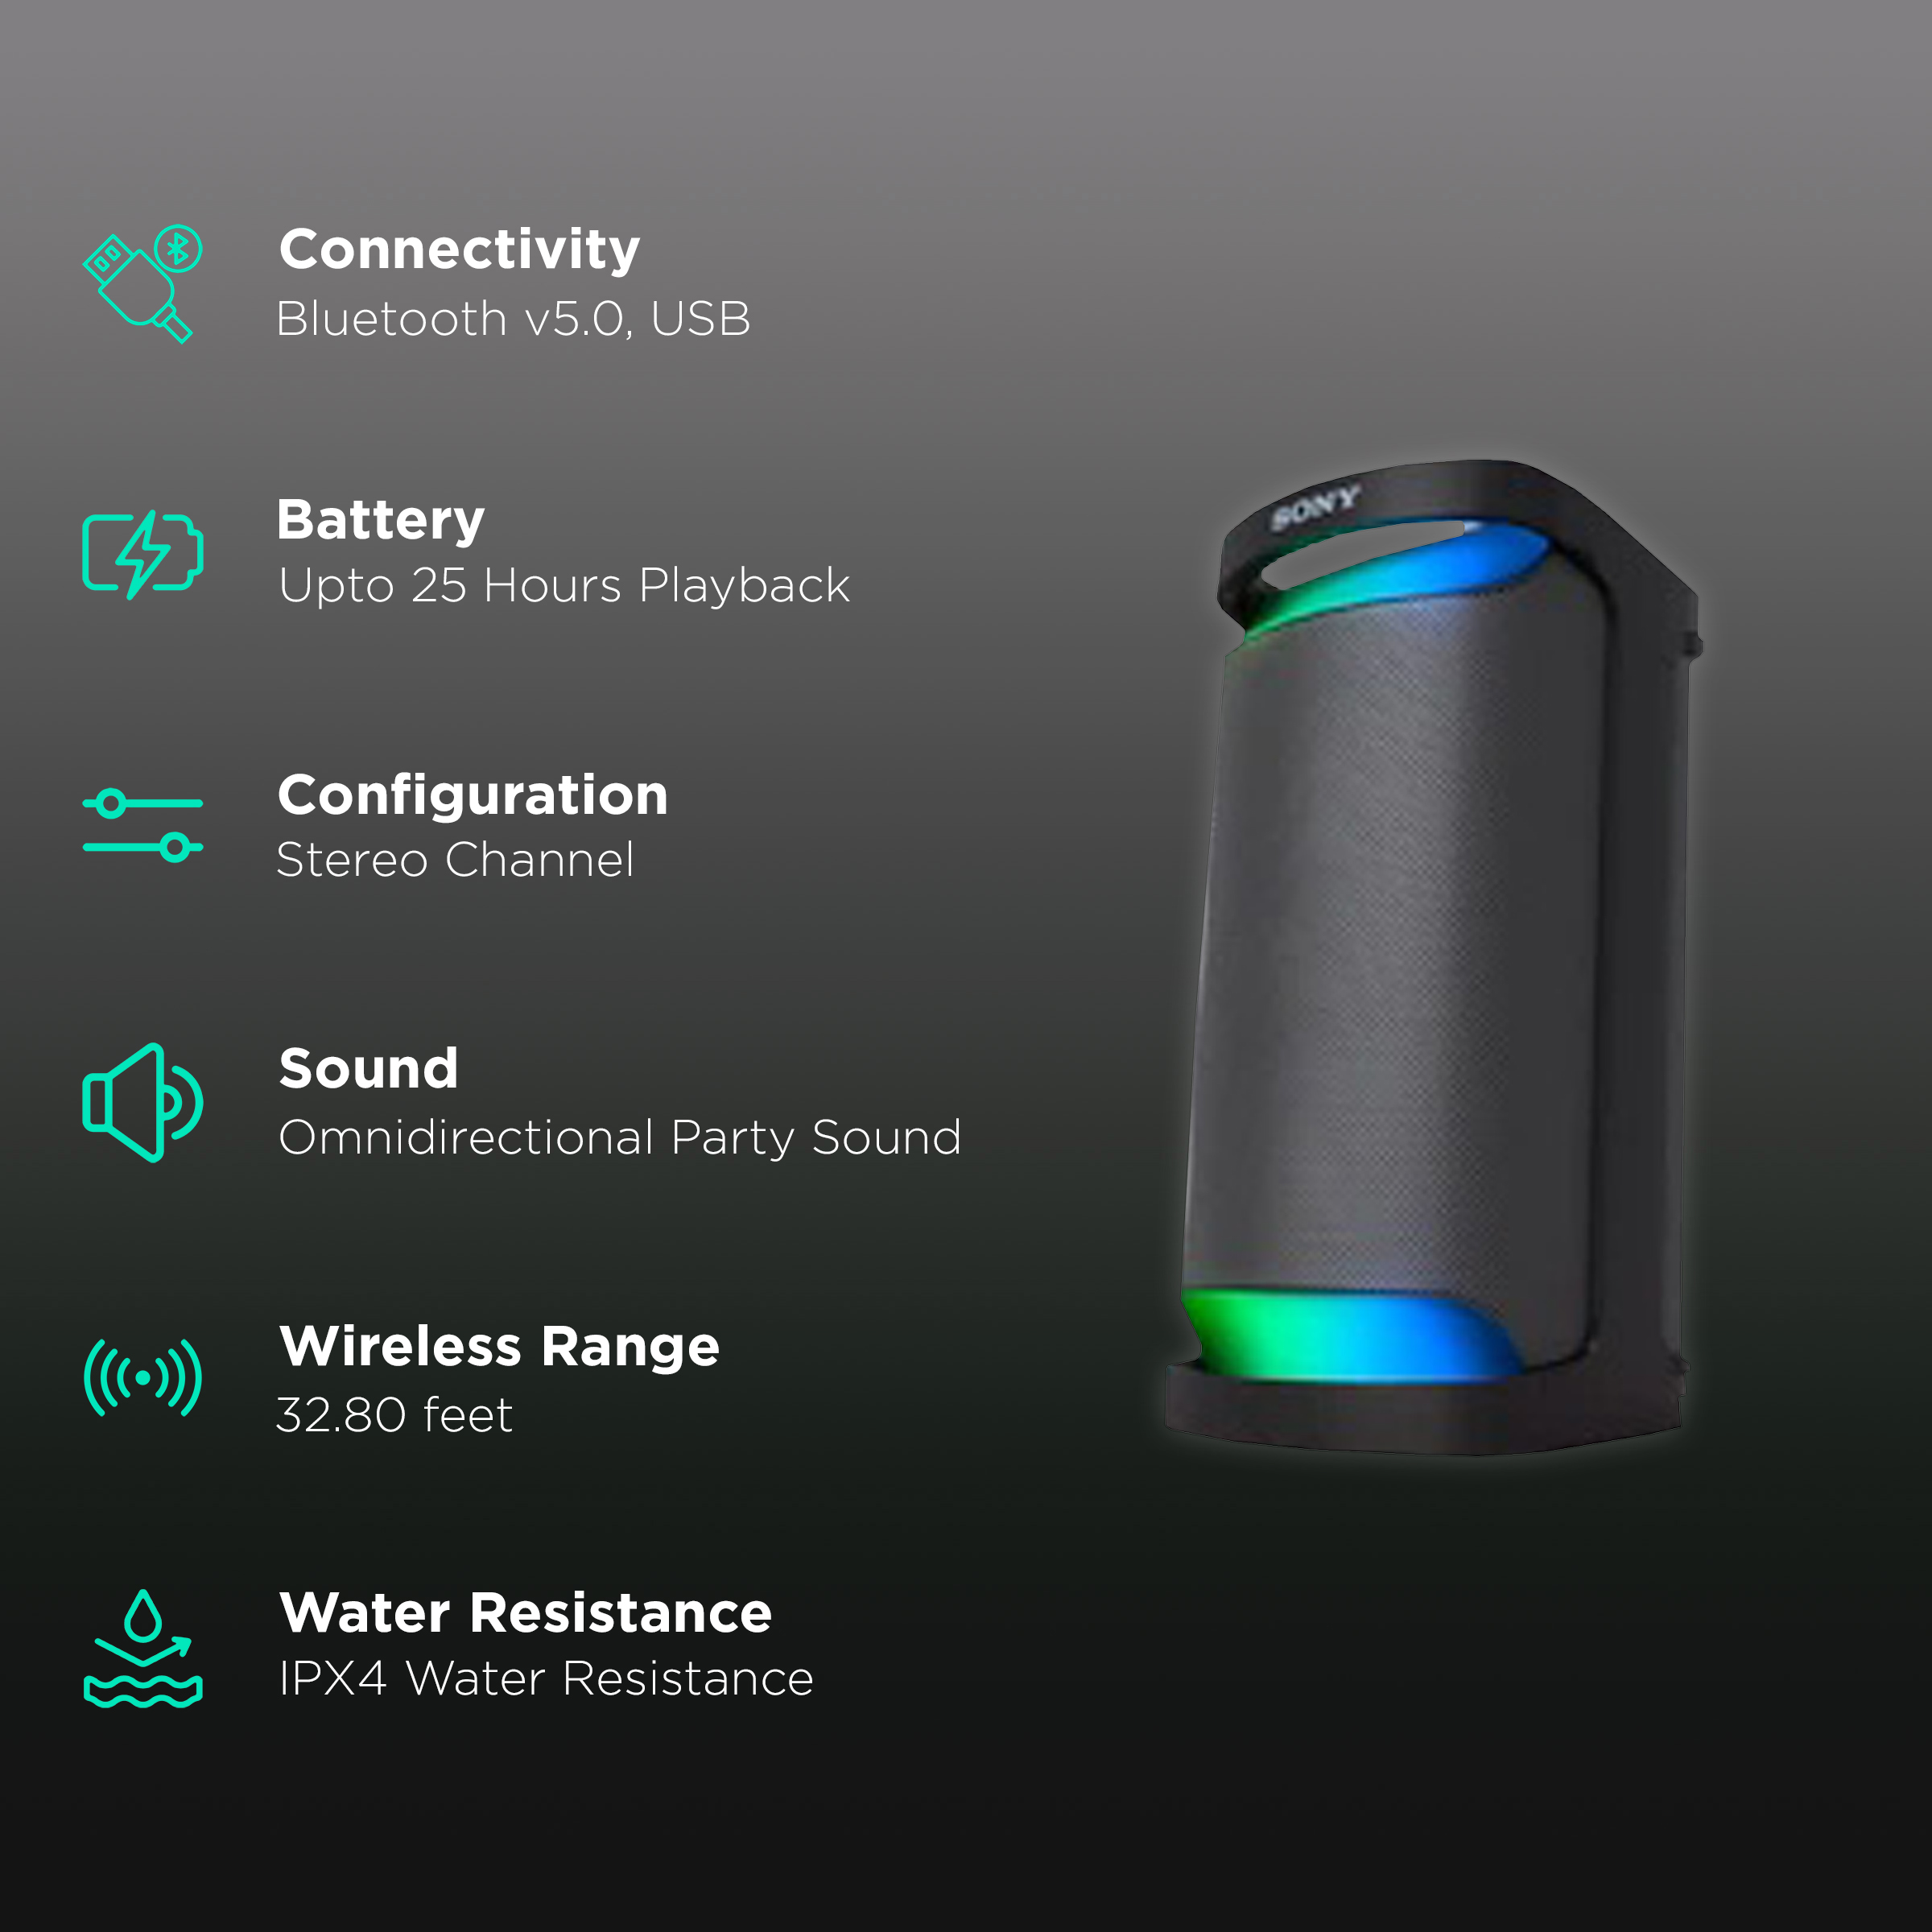 Connectivity
Bluetooth v5.0, USB
Battery
Upto 25 Hours Playback
Configuration
Stereo Channel
Sound
Omnidirectional Party Sound
Wireless Range
32.80 feet
Water Resistance
IPX4 Water Resistance
SONY